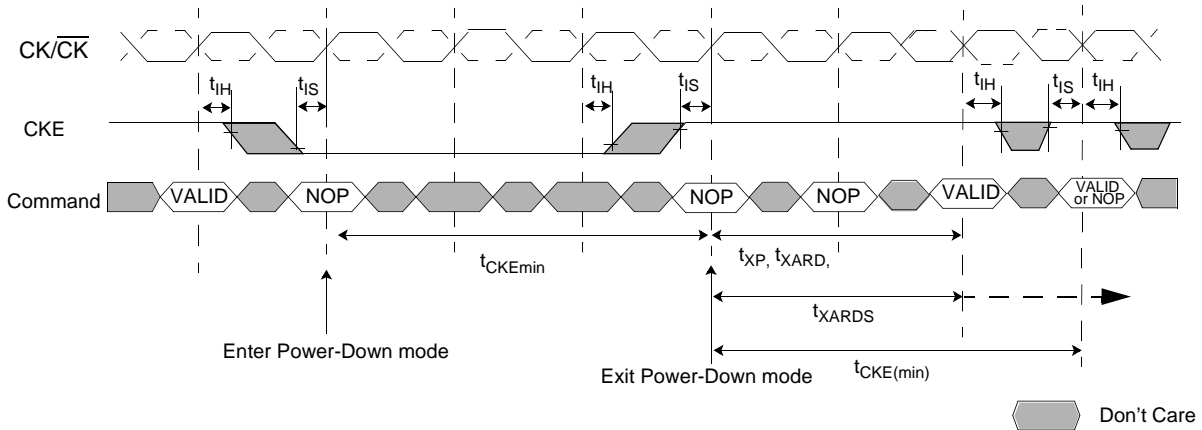 CK/CK
tIH tIS tIH tIS tIH tIS tIH
CKE
Command VALID NOP NOP NOP VALID VALID or NOP
tCKEmin
tXP, tXARD,
tXARDS
Enter Power-Down mode
Exit Power-Down mode
tCKE(min)
Don't Care